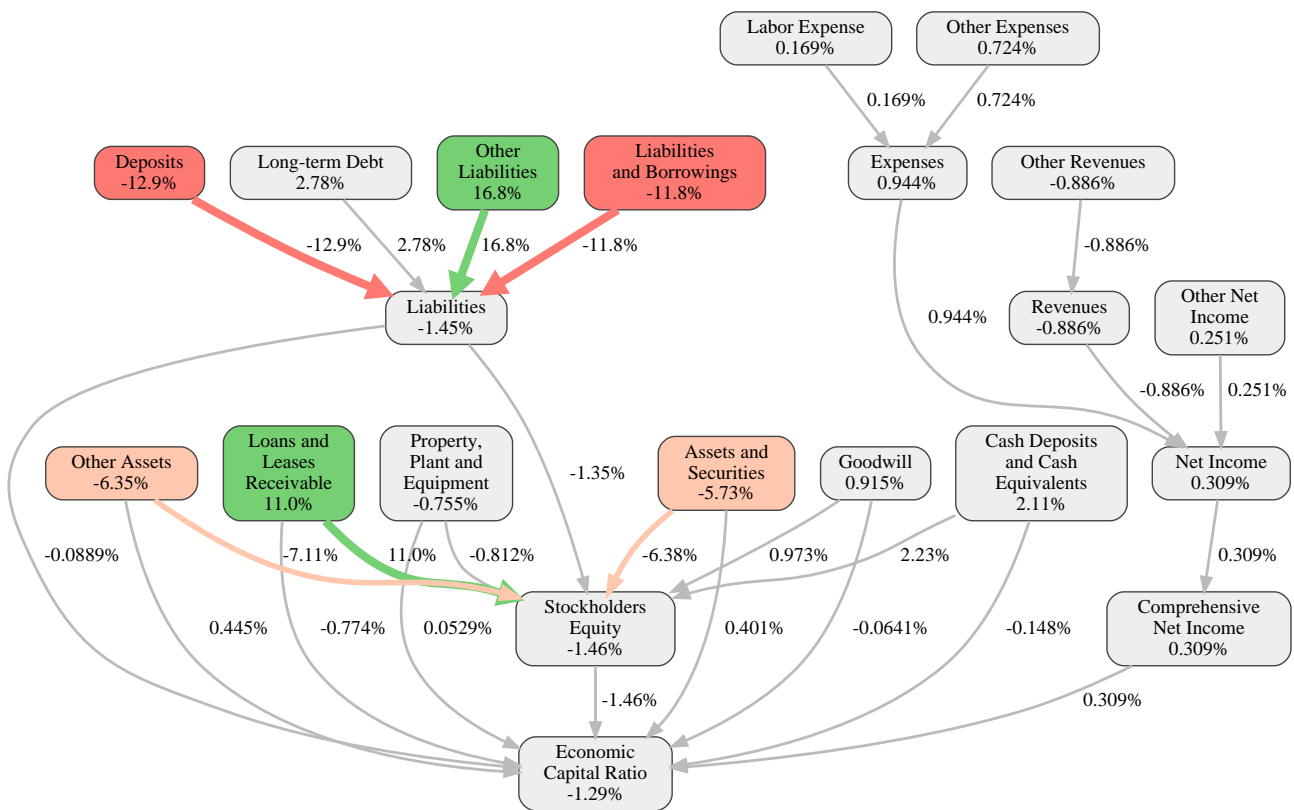 Labor Expense
0.169%
Other Expenses
0.724%
0.169%
0.724%
Deposits
-12.9%
Long-term Debt
2.78%
Other
Liabilities
16.8%
Liabilities
and Borrowings
-11.8%
Expenses
0.944%
Other Revenues
-0.886%
-12.9%
2.78%
16.8%
-11.8%
-0.886%
Liabilities
-1.45%
0.944%
Revenues
-0.886%
Other Net
Income
0.251%
-0.886%
0.251%
Other Assets
-6.35%
Loans and
Leases
Receivable
11.0%
Property,
Plant and
Equipment
-0.755%
-1.35%
Assets and
Securities
-5.73%
Goodwill
0.915%
Cash Deposits
and Cash
Equivalents
2.11%
Net Income
0.309%
-0.0889%
-7.11%
11.0%
-0.812%
-6.38%
0.973%
2.23%
0.309%
Stockholders
Equity
-1.46%
Comprehensive
Net Income
0.309%
0.445%
-0.774%
0.0529%
0.401%
-0.0641%
-0.148%
-1.46%
0.309%
Economic
Capital Ratio
-1.29%